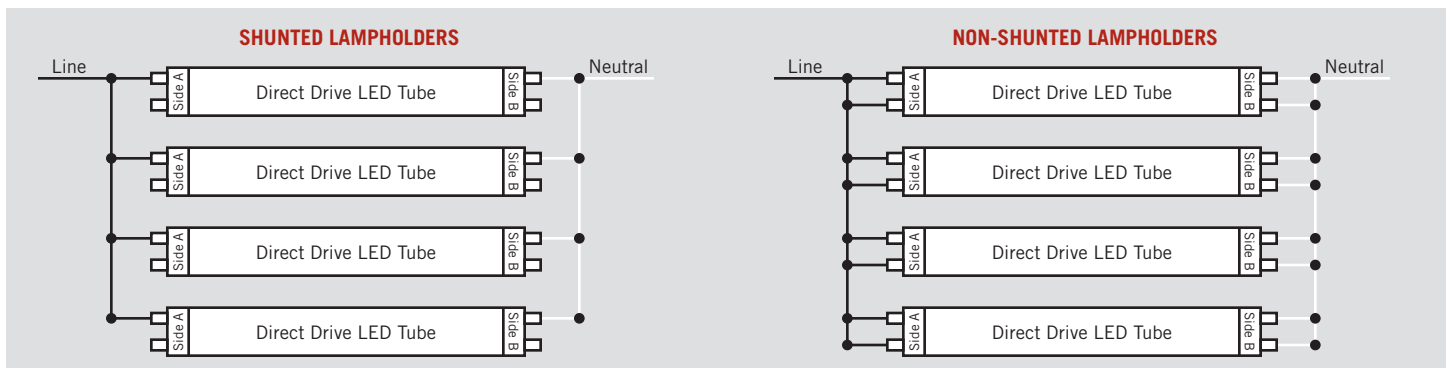 SHUNTED LAMPHOLDERS
Line
Neutral
Side A
Direct Drive LED Tube
Side B
Side A
Direct Drive LED Tube
Side B
Side A
Direct Drive LED Tube
Side B
Side A
Direct Drive LED Tube
Side B
NON-SHUNTED LAMPHOLDERS
Line
Neutral
Side A
Direct Drive LED Tube
Side B
Side A
Direct Drive LED Tube
Side B
Side A
Direct Drive LED Tube
Side B
Side A
Direct Drive LED Tube
Side B